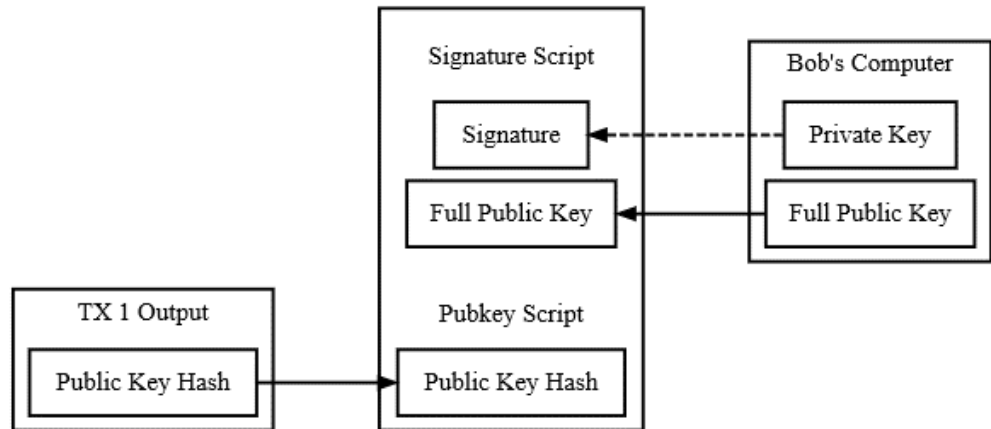 Signature Script
Signature
Full Public Key
Pubkey Script
Public Key Hash
Bob's Computer
Private Key
Full Public Key
TX 1 Output
Public Key Hash